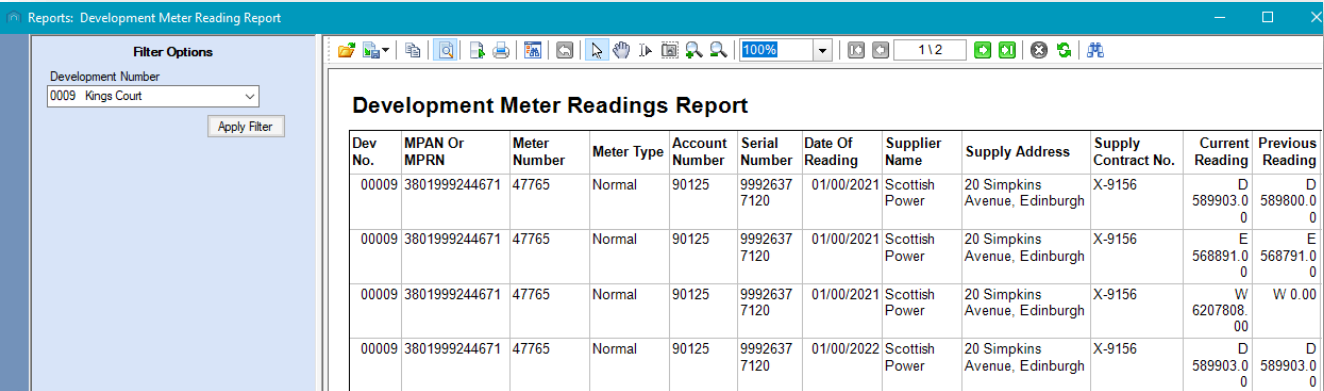 Reports: Development Meter Reading Report
Filter Options
Development Number
0009 Kings Court
Apply Filter
100%
1\2
Development Meter Readings Report
Dev No. MPAN Or MPRN Meter Number Meter Type Account Number Serial Number Date Of Reading Supplier Name Supply Address Supply Contract No. Current Reading Previous Reading
00009 3801999244671 47765 Normal 90125 9992637 01/00/2021 Scottish 20 Simpkins X-9156 D D
7120 Power Avenue, Edinburgh 589903.0 589800.0
0 0
00009 3801999244671 47765 Normal 90125 9992637 01/00/2021 Scottish 20 Simpkins X-9156 E E
7120 Power Avenue, Edinburgh 568891.0 568791.0
0 0
00009 3801999244671 47765 Normal 90125 9992637 01/00/2021 Scottish 20 Simpkins X-9156 W W 0.00
7120 Power Avenue, Edinburgh 6207808.
00
00009 3801999244671 47765 Normal 90125 9992637 01/00/2022 Scottish 20 Simpkins X-9156 D D
7120 Power Avenue, Edinburgh 589903.0 589903.0
0 0